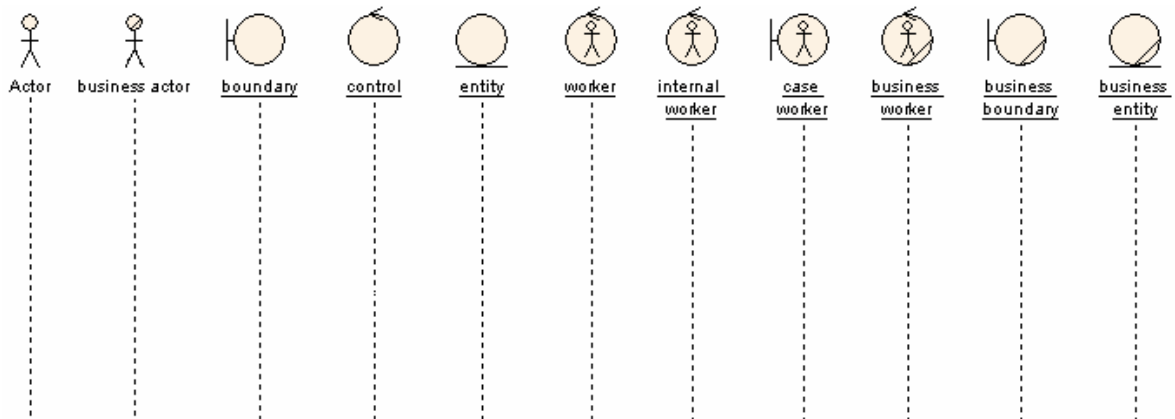 Actor
business actor
boundary
control
entity
worker
internal
worker
case
worker
business
worker
business
boundary
business
entity